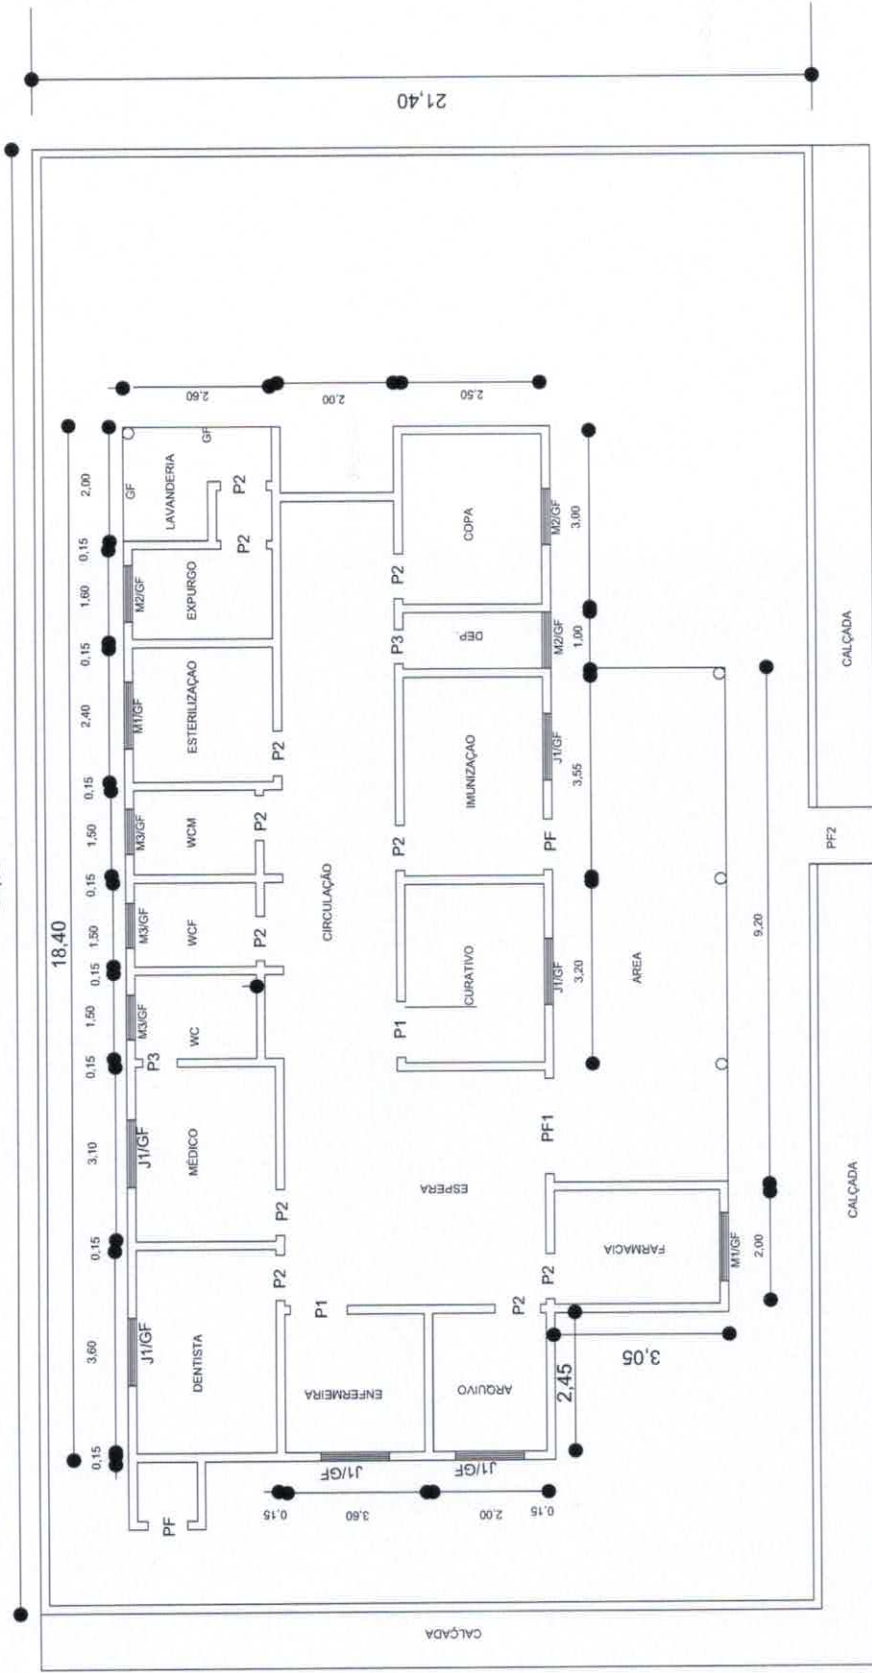 21,40
18,40
0,15
3,60
0,15
3,10
0,15
1,50
0,15
1,50
0,15
1,50
0,15
2,40
0,15
1,60
0,15
2,00
J1/GF
J1/GF
M3/GF
M3/GF
M3/GF
M1/GF
M2/GF
GF
GF
PF
DENTISTA
MÉDICO
P3
WC
WCF
WCM
ESTERILIZAÇÃO
EXPURGO
LAVANDERIA
P2
P2
P2
P2
P2
P2
P2
2,60
2,00
2,50
CIRCULAÇÃO
P1
ENFERMEIRA
J1/GF
ARQUIVO
J1/GF
P2
ESPERA
0,15
3,60
2,00
0,15
P1
P2
P3
P2
CURATIVO
IMUNIZAÇAO
DEP.
COPA
P2
PF1
J1/GF
PF
J1/GF
M2/GF
M2/GF
3,20
3,55
1,00
3,00
2,45
3,05
FARMACIA
M1/GF
AREA
2,00
9,20
PF2
CALÇADA
CALÇADA
CALÇADA